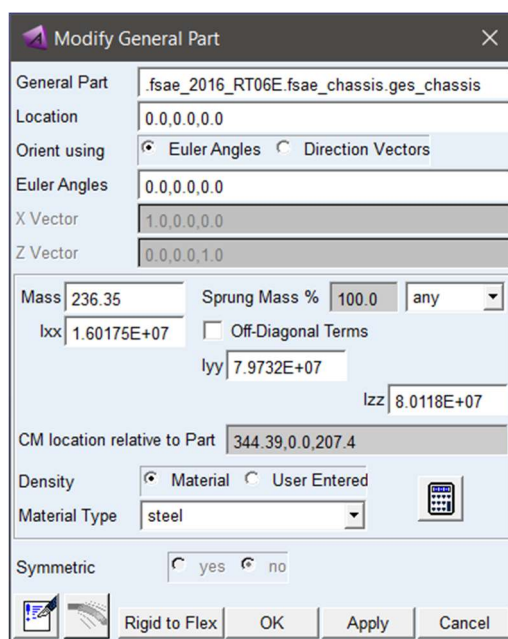 Modify General Part
General Part .fsae_2016_RT06E.fsae_chassis.ges_chassis
Location 0.0,0.0,0.0
Orient using Euler Angles Direction Vectors
Euler Angles 0.0,0.0,0.0
X Vector 1.0,0.0,0.0
Z Vector 0.0,0.0,1.0
Mass 236.35 Sprung Mass % 100.0 any
Ixx 1.60175E+07 Off-Diagonal Terms
Iyy 7.9732E+07
Izz 8.0118E+07
CM location relative to Part 344.39,0.0,207.4
Density Material User Entered
Material Type steel
Symmetric yes no
Rigid to Flex OK Apply Cancel